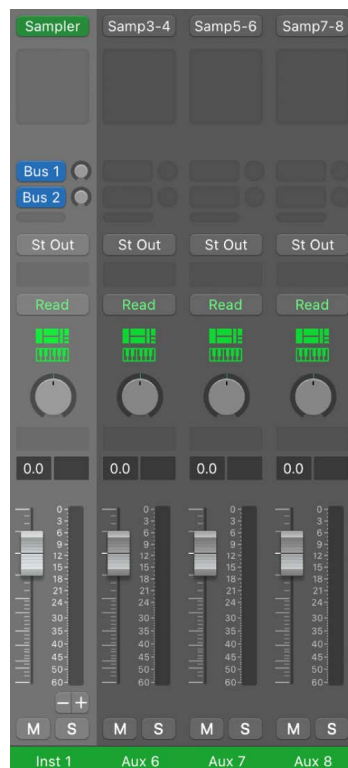 Sampler Samp3-4 Samp5-6 Samp7-8
Bus 1
Bus 2
St Out St Out St Out St Out
Read Read Read Read
0.0 0.0 0.0 0.0
0 0 0 0
3 3 3 3
6 6 6 6
9 9 9 9
12 12 12 12
15 15 15 15
18 18 18 18
21 21 21 21
24 24 24 24
30 30 30 30
35 35 35 35
40 40 40 40
45 45 45 45
50 50 50 50
60 60 60 60
− +
M S M S M S M S
Inst 1 Aux 6 Aux 7 Aux 8